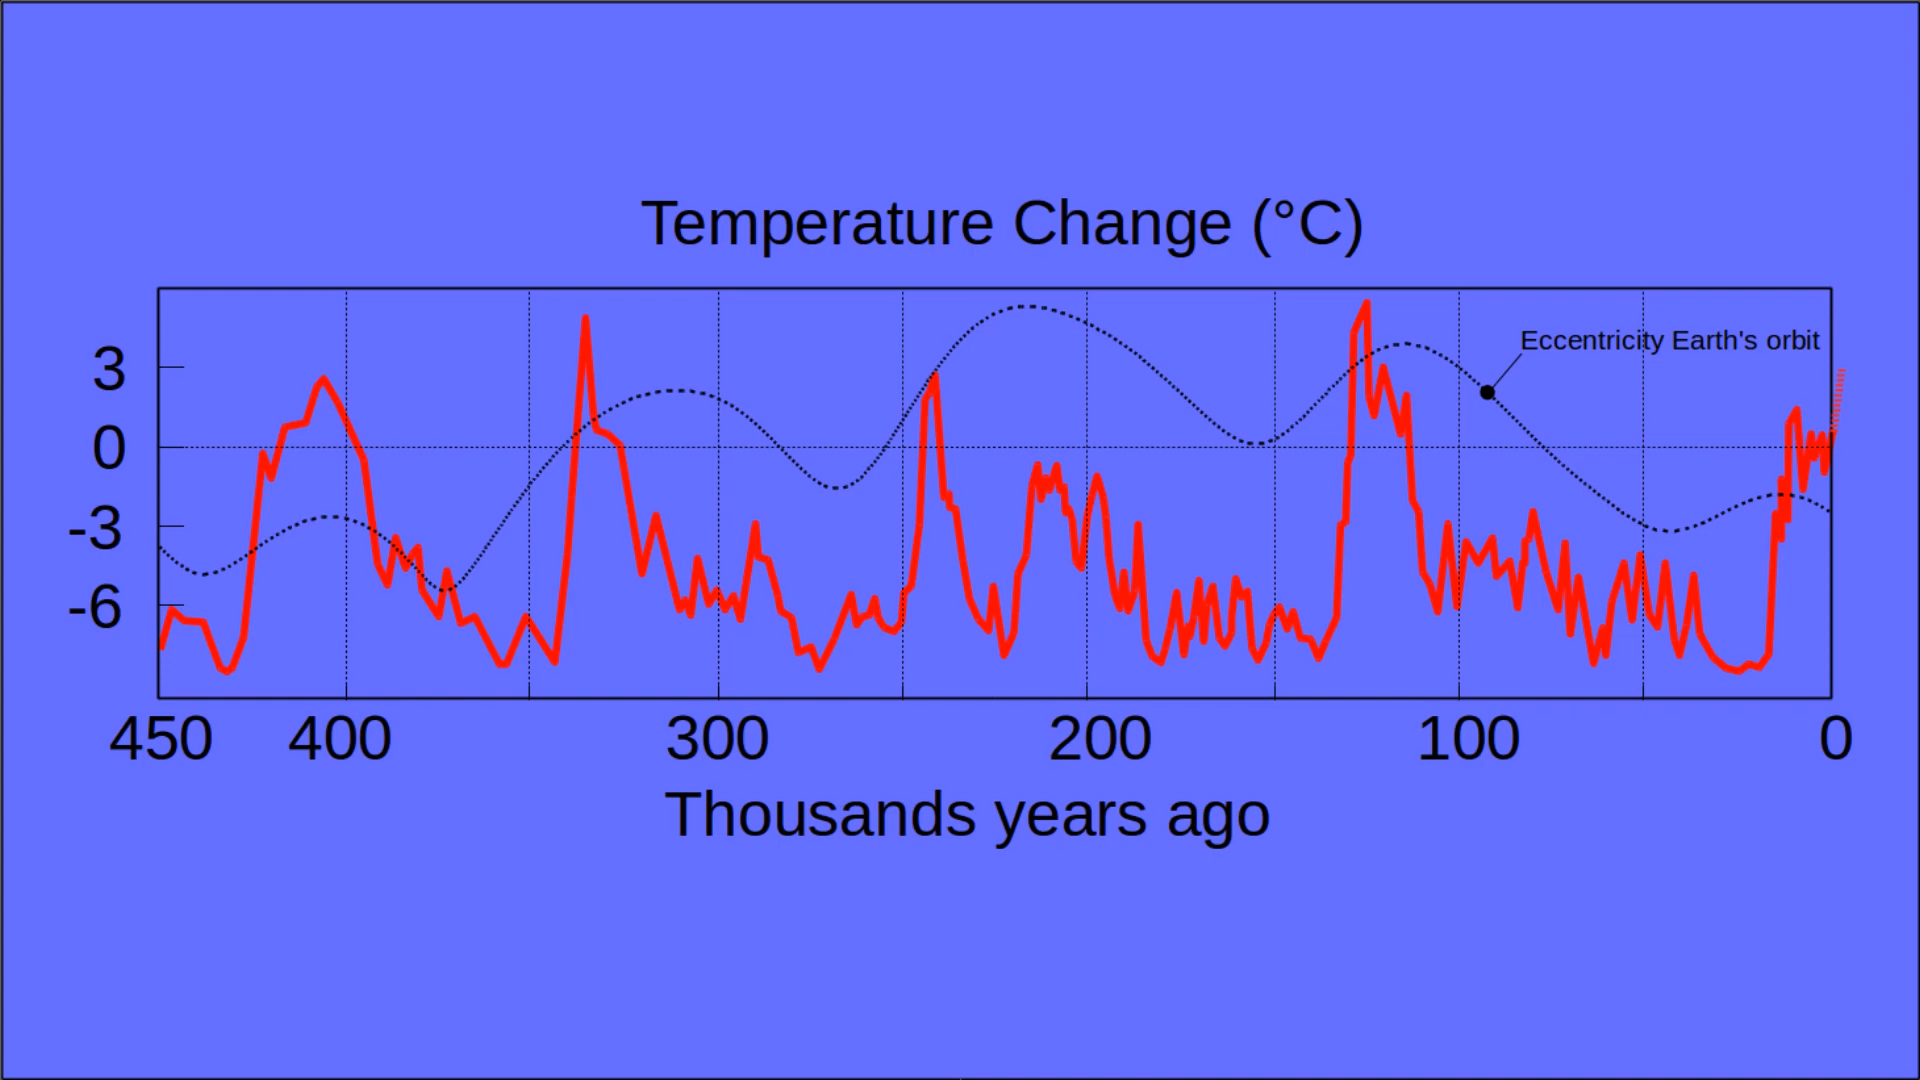 Temperature Change (°C)
Eccentricity Earth's orbit
3
0
-3
-6
450 400 300 200 100 0
Thousands years ago